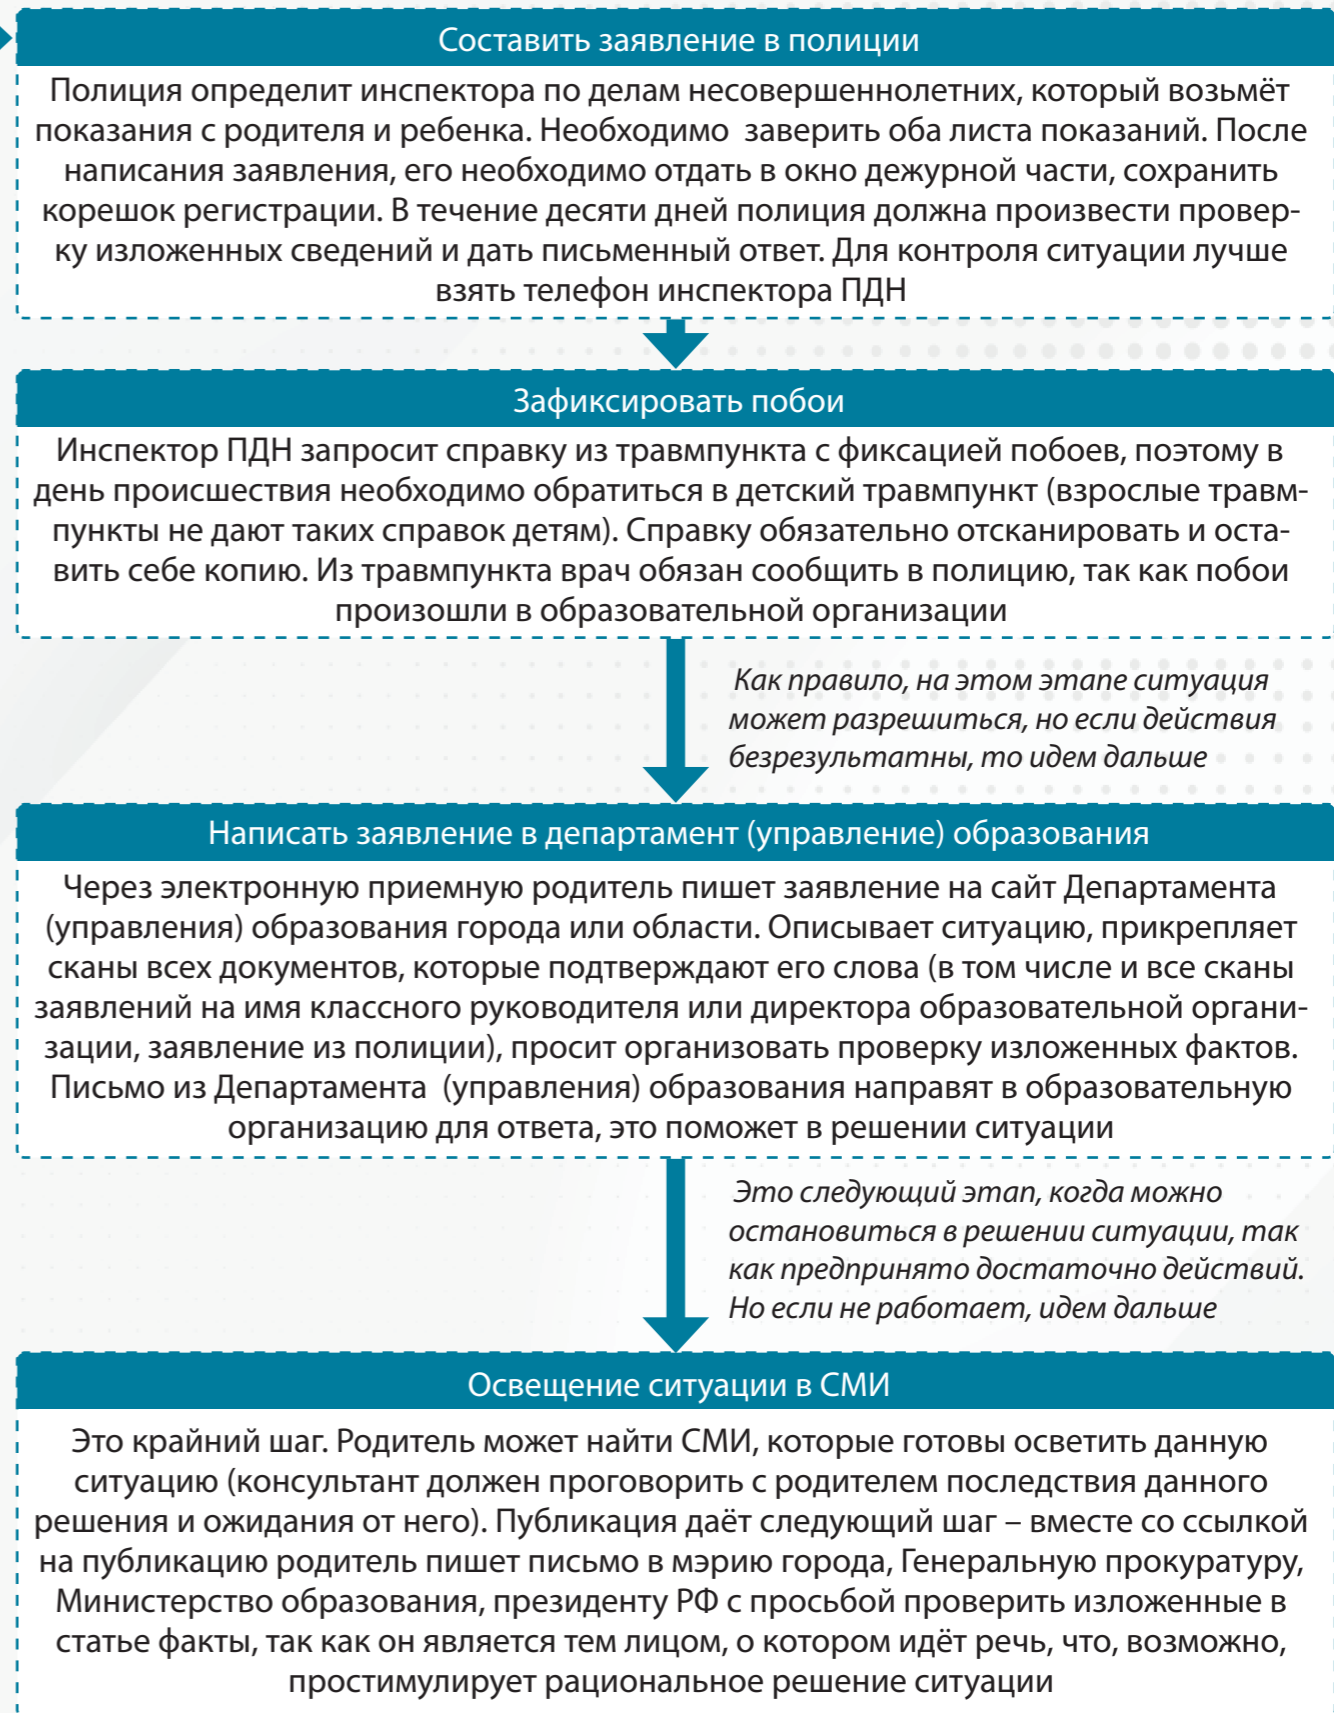 Составить заявление в полиции
Полиция определит инспектора по делам несовершеннолетних, который возьмёт
показания с родителя и ребенка. Необходимо заверить оба листа показаний. После
написания заявления, его необходимо отдать в окно дежурной части, сохранить
корешок регистрации. В течение десяти дней полиция должна произвести провер-
ку изложенных сведений и дать письменный ответ. Для контроля ситуации лучше
взять телефон инспектора ПДН
Зафиксировать побои
Инспектор ПДН запросит справку из травмпункта с фиксацией побоев, поэтому в
день происшествия необходимо обратиться в детский травмпункт (взрослые травм-
пункты не дают таких справок детям). Справку обязательно отсканировать и оста-
вить себе копию. Из травмпункта врач обязан сообщить в полицию, так как побои
произошли в образовательной организации
Как правило, на этом этапе ситуация
может разрешиться, но если действия
безрезультатны, то идем дальше
Написать заявление в департамент (управление) образования
Через электронную приемную родитель пишет заявление на сайт Департамента
(управления) образования города или области. Описывает ситуацию, прикрепляет
сканы всех документов, которые подтверждают его слова (в том числе и все сканы
заявлений на имя классного руководителя или директора образовательной органи-
зации, заявление из полиции), просит организовать проверку изложенных фактов.
Письмо из Департамента (управления) образования направят в образовательную
организацию для ответа, это поможет в решении ситуации
Это следующий этап, когда можно
остановиться в решении ситуации, так
как предпринято достаточно действий.
Но если не работает, идем дальше
Освещение ситуации в СМИ
Это крайний шаг. Родитель может найти СМИ, которые готовы осветить данную
ситуацию (консультант должен проговорить с родителем последствия данного
решения и ожидания от него). Публикация даёт следующий шаг – вместе со ссылкой
на публикацию родитель пишет письмо в мэрию города, Генеральную прокуратуру,
Министерство образования, президенту РФ с просьбой проверить изложенные в
статье факты, так как он является тем лицом, о котором идёт речь, что, возможно,
простимулирует рациональное решение ситуации